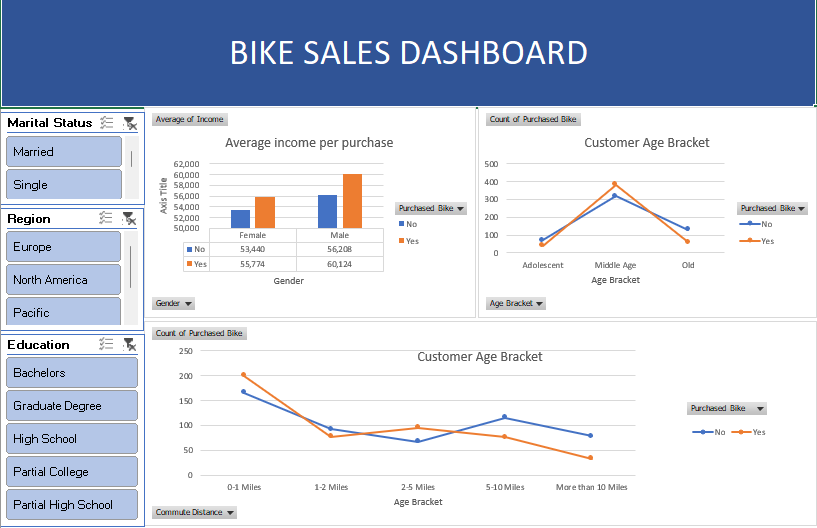 BIKE SALES DASHBOARD
Marital Status
Married
Single
Region
Europe
North America
Pacific
Education
Bachelors
Graduate Degree
High School
Partial College
Partial High School
Average of Income
Average income per purchase
Axis Title
62,000
60,000
58,000
56,000
54,000
52,000
50,000
Female Male
No 53,440 56,208
Yes 55,774 60,124
Gender
Purchased Bike
No
Yes
Gender
Count of Purchased Bike
Customer Age Bracket
500
400
300
200
100
0
Adolescent Middle Age Old
Age Bracket
Purchased Bike
No
Yes
Age Bracket
Count of Purchased Bike
Customer Age Bracket
250
200
150
100
50
0
0-1 Miles 1-2 Miles 2-5 Miles 5-10 Miles More than 10 Miles
Age Bracket
Purchased Bike
No Yes
Commute Distance